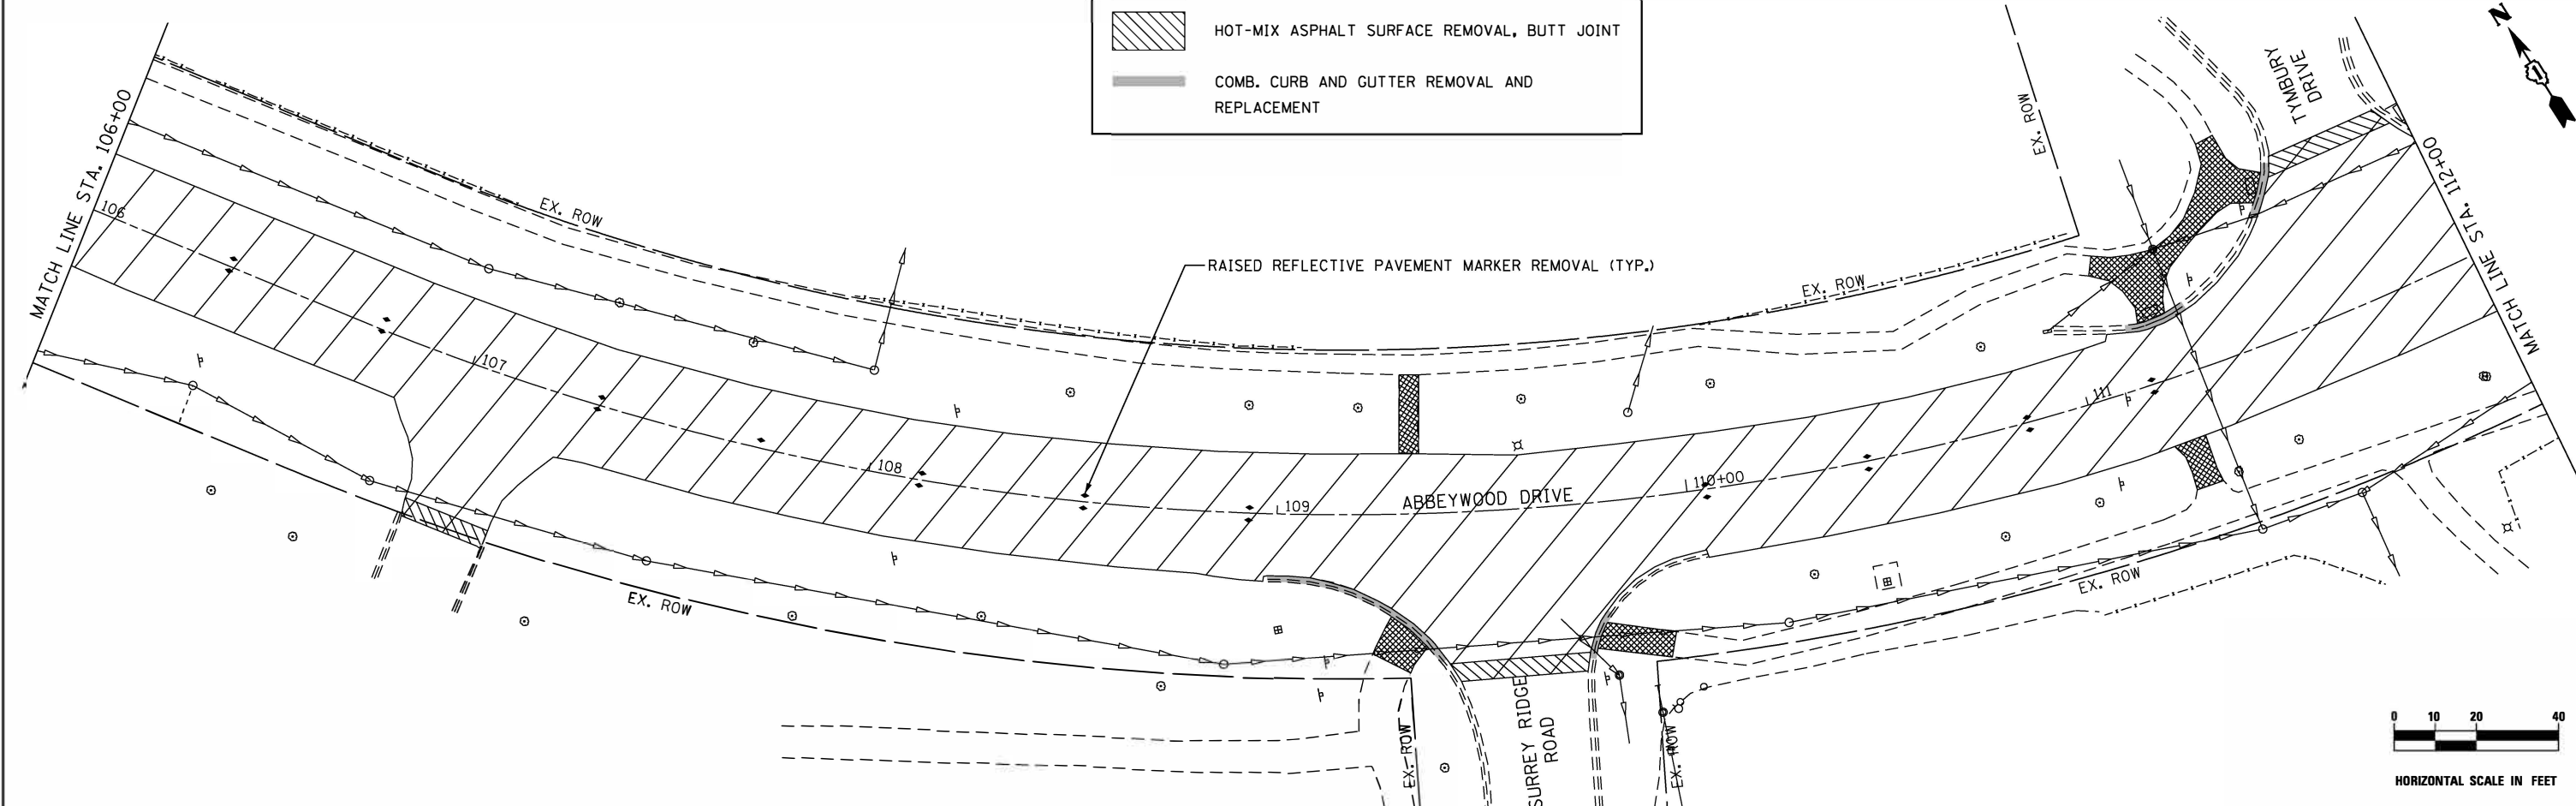 HOT-MIX ASPHALT SURFACE REMOVAL, BUTT JOINT
COMB. CURB AND GUTTER REMOVAL AND
REPLACEMENT
N
TYMBURY
DRIVE
MATCH LINE STA. 106+00
EX. ROW
EX. ROW
MATCH LINE STA. 112+00
106
RAISED REFLECTIVE PAVEMENT MARKER REMOVAL (TYP.)
EX. ROW
107
111
108
110+00
109
ABBEYWOOD DRIVE
EX. ROW
EX. ROW
SURREY RIDGE
ROAD
EX. ROW
EX. ROW
0 10 20 40
HORIZONTAL SCALE IN FEET